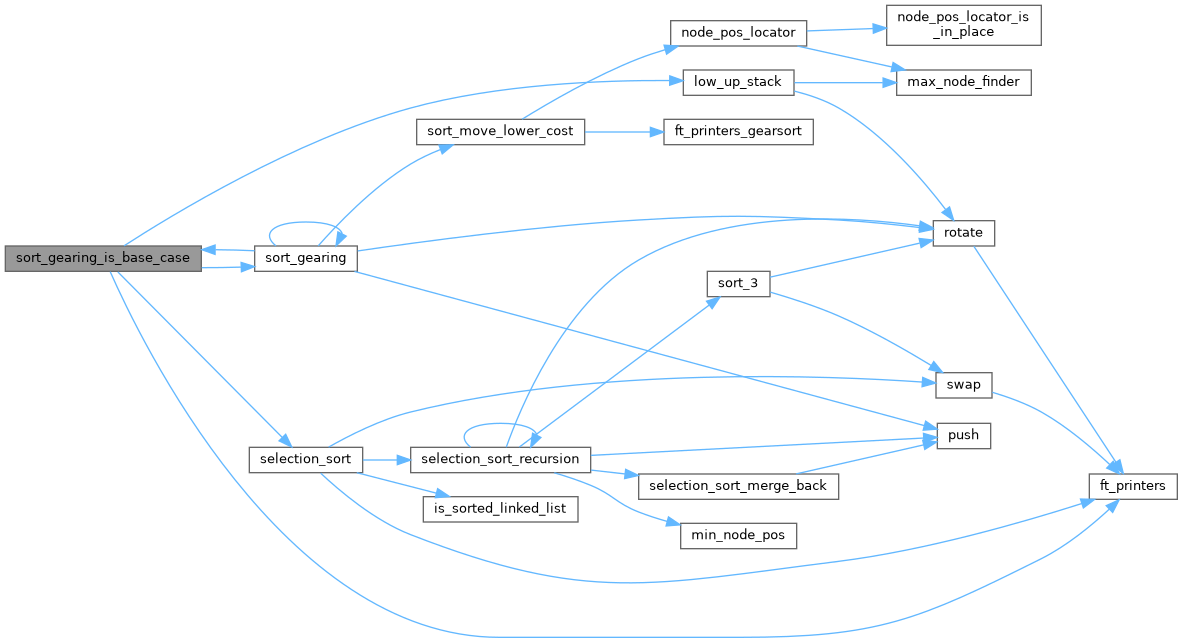 node_pos_locator_is
_in_place
node_pos_locator
low_up_stack
max_node_finder
sort_move_lower_cost
ft_printers_gearsort
rotate
sort_gearing_is_base_case
sort_gearing
sort_3
swap
push
selection_sort
selection_sort_recursion
selection_sort_merge_back
ft_printers
is_sorted_linked_list
min_node_pos